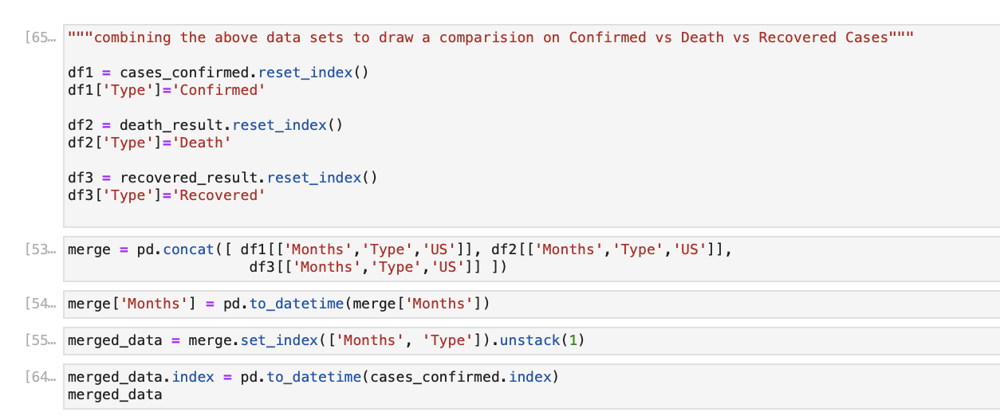 [65…
"""combining the above data sets to draw a comparision on Confirmed vs Death vs Recovered Cases"""
df1 = cases_confirmed.reset_index()
df1['Type']='Confirmed'
df2 = death_result.reset_index()
df2['Type']='Death'
df3 = recovered_result.reset_index()
df3['Type']='Recovered'
[53…
merge = pd.concat([ df1[['Months','Type','US']], df2[['Months','Type','US']],
df3[['Months','Type','US']] ])
[54…
merge['Months'] = pd.to_datetime(merge['Months'])
[55…
merged_data = merge.set_index(['Months', 'Type']).unstack(1)
[64…
merged_data.index = pd.to_datetime(cases_confirmed.index)
merged_data